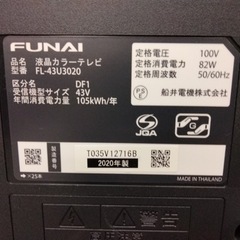 FUNAI
液晶カラーテレビ
型番 FL-43U3020
区分名 DF1
受信機型サイズ 43V
年間消費電力量 105kWh/年
定格電圧 100V
定格消費電力 82W
定格周波数 50/60Hz
船井電機株式会社
PS
E
JQA
T035V12716B
2020年製
MADE IN THAILAND